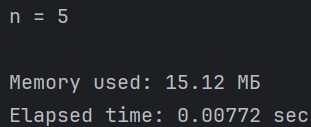 n = 5
Memory used: 15.12 МБ
Elapsed time: 0.00772 sec